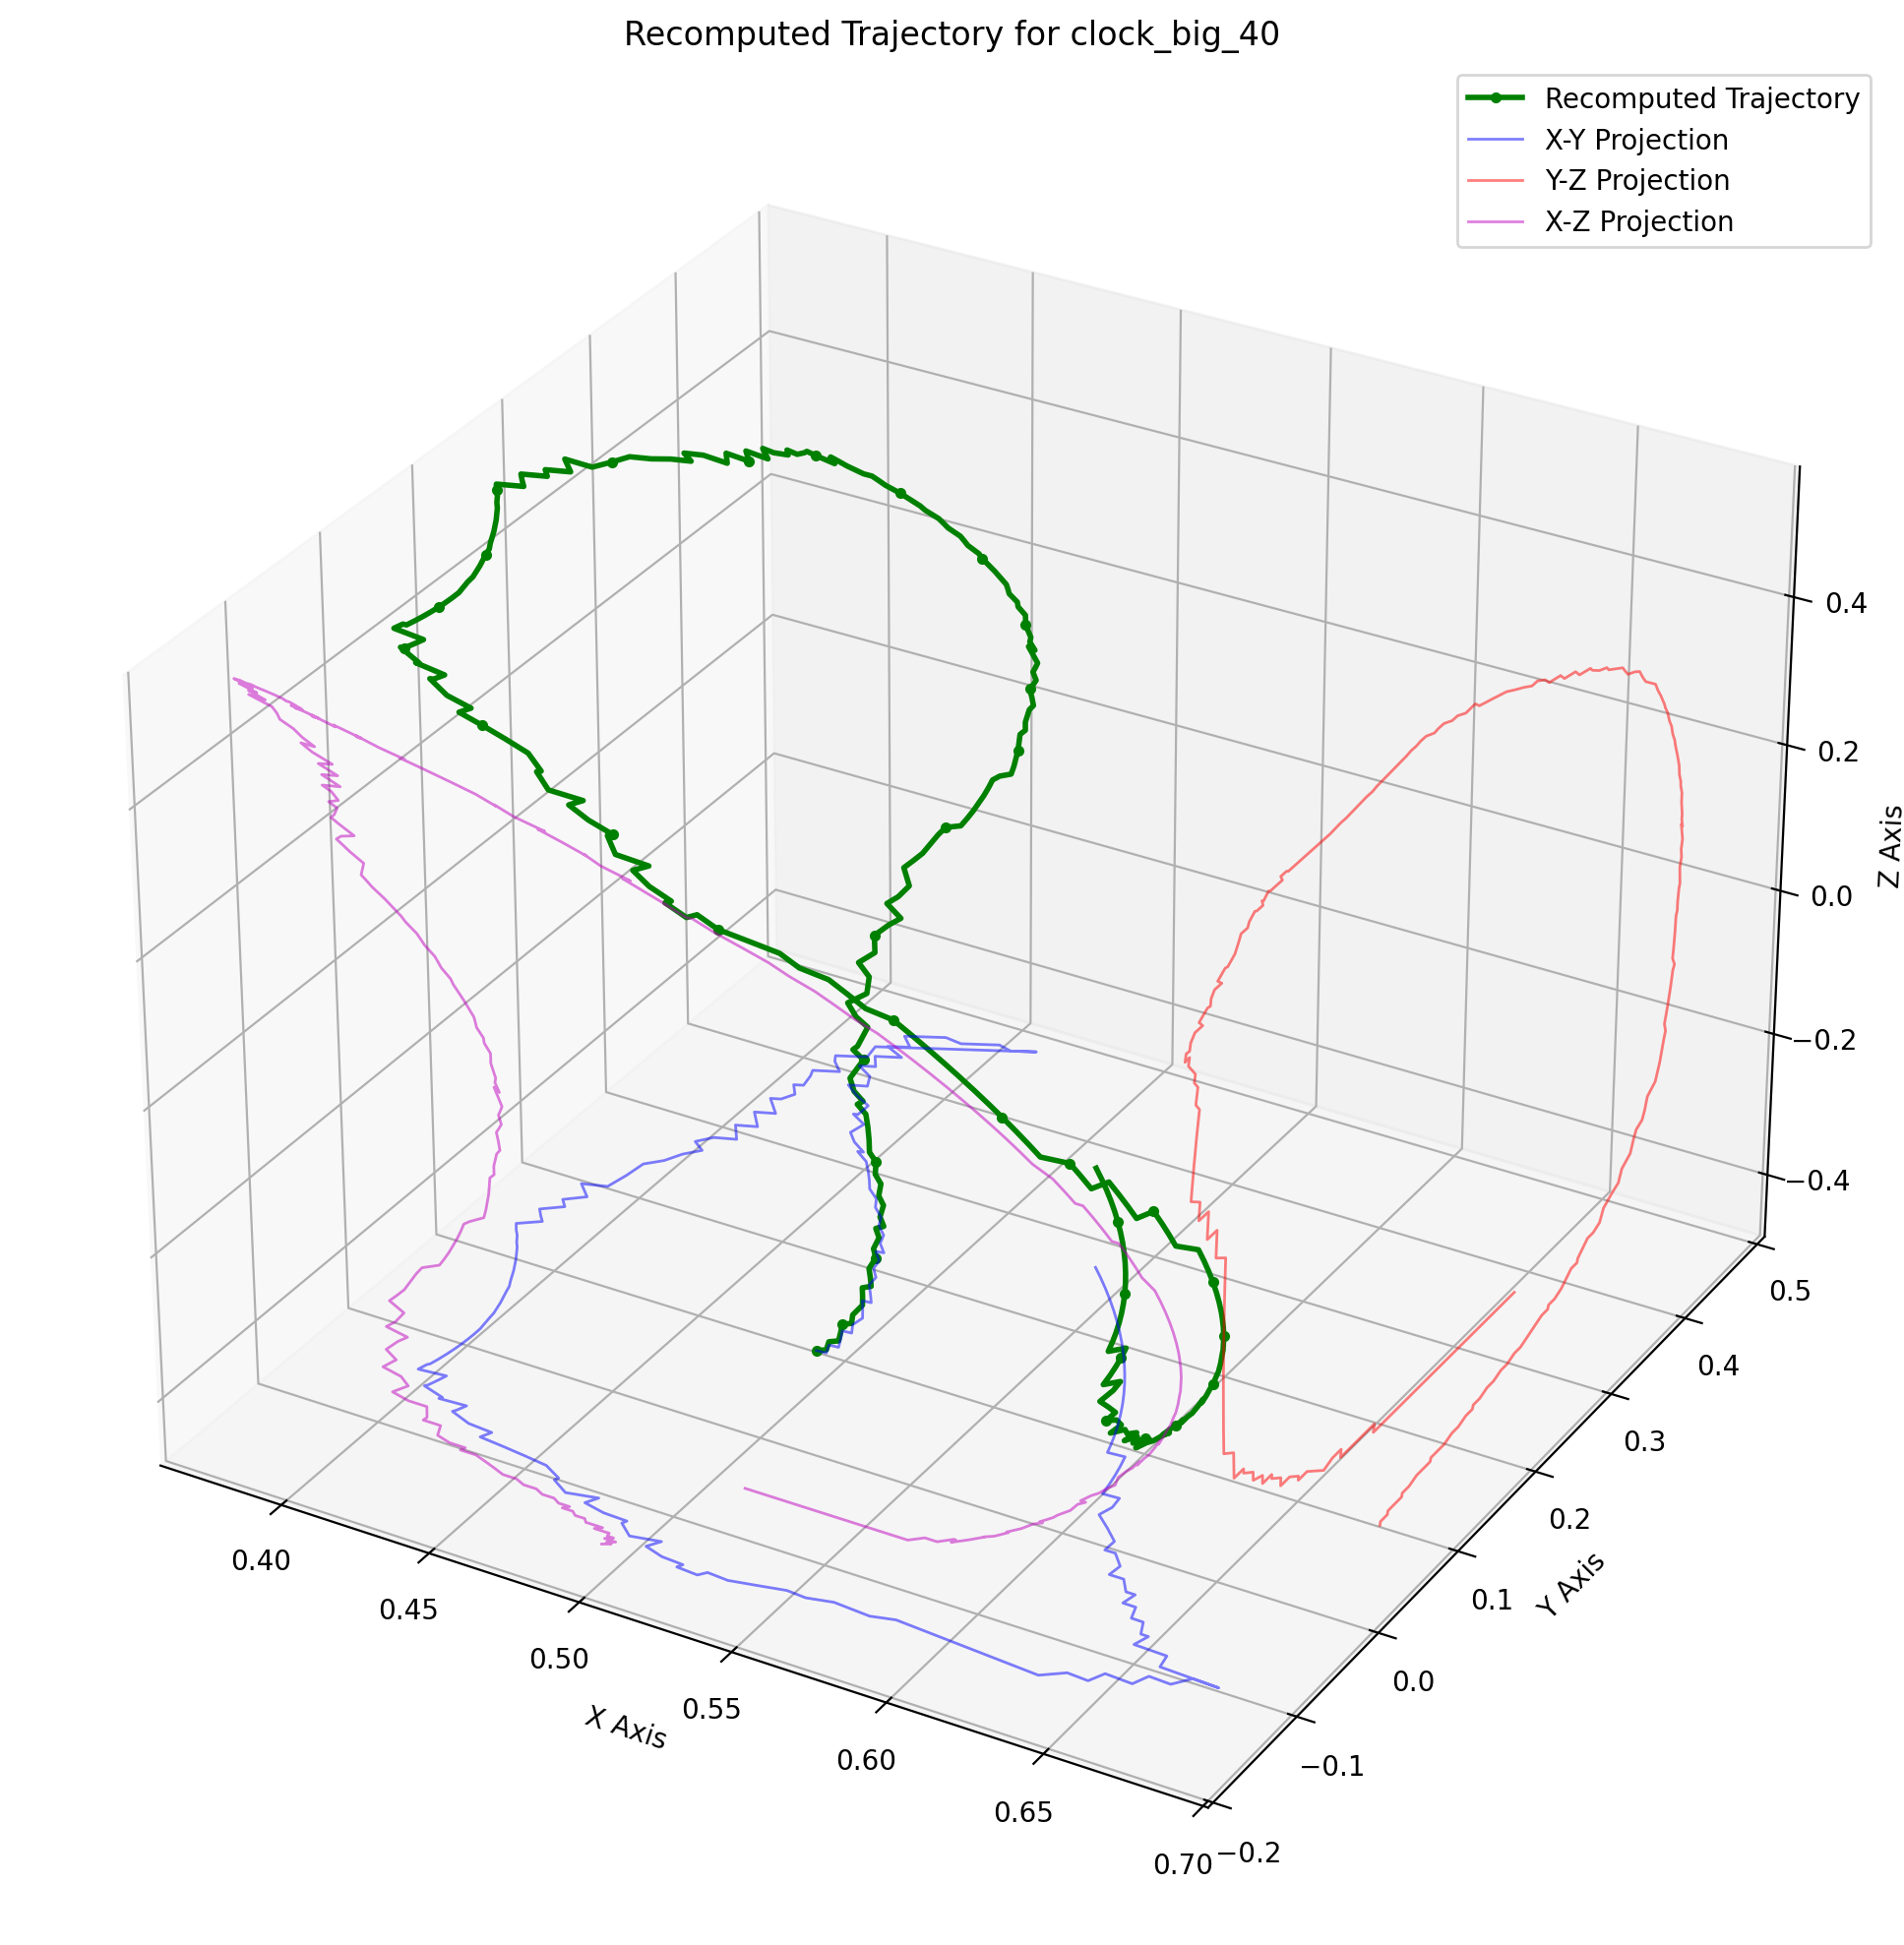 Recomputed Trajectory for clock_big_40
Recomputed Trajectory
X-Y Projection
Y-Z Projection
X-Z Projection
0.4
0.2
0.0
−0.2
−0.4
Z Axis
0.5
0.4
0.3
0.2
0.1
0.0
−0.1
−0.2
Y Axis
0.40
0.45
0.50
0.55
0.60
0.65
0.70
X Axis